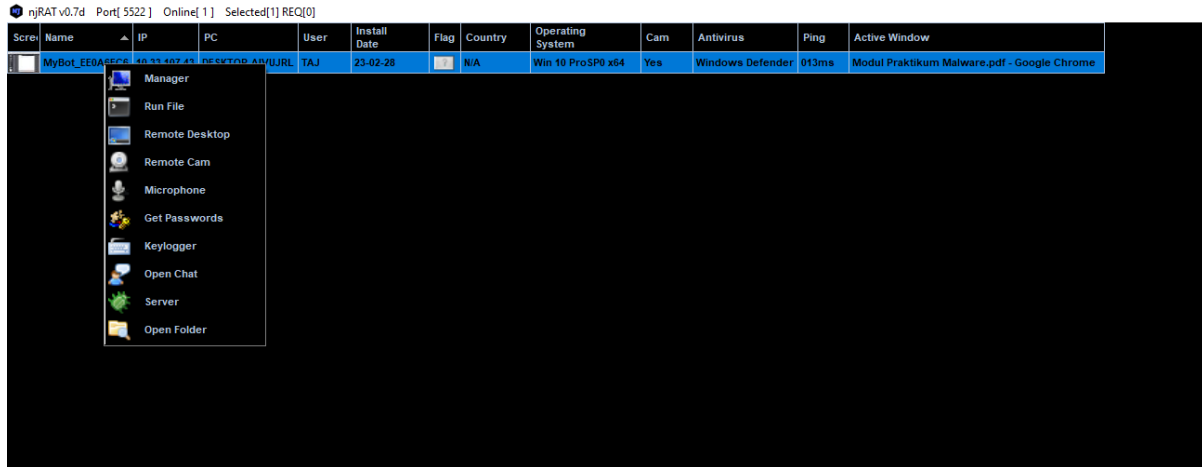 njRAT v0.7d Port[ 5522 ] Online[ 1 ] Selected[1] REQ[0]
Scre Name IP PC User Install Date Flag Country Operating System Cam Antivirus Ping Active Window
TAJ 23-02-28 N/A Win 10 ProSP0 x64 Yes Windows Defender 013ms Modul Praktikum Malware.pdf - Google Chrome
Manager
Run File
Remote Desktop
Remote Cam
Microphone
Get Passwords
Keylogger
Open Chat
Server
Open Folder